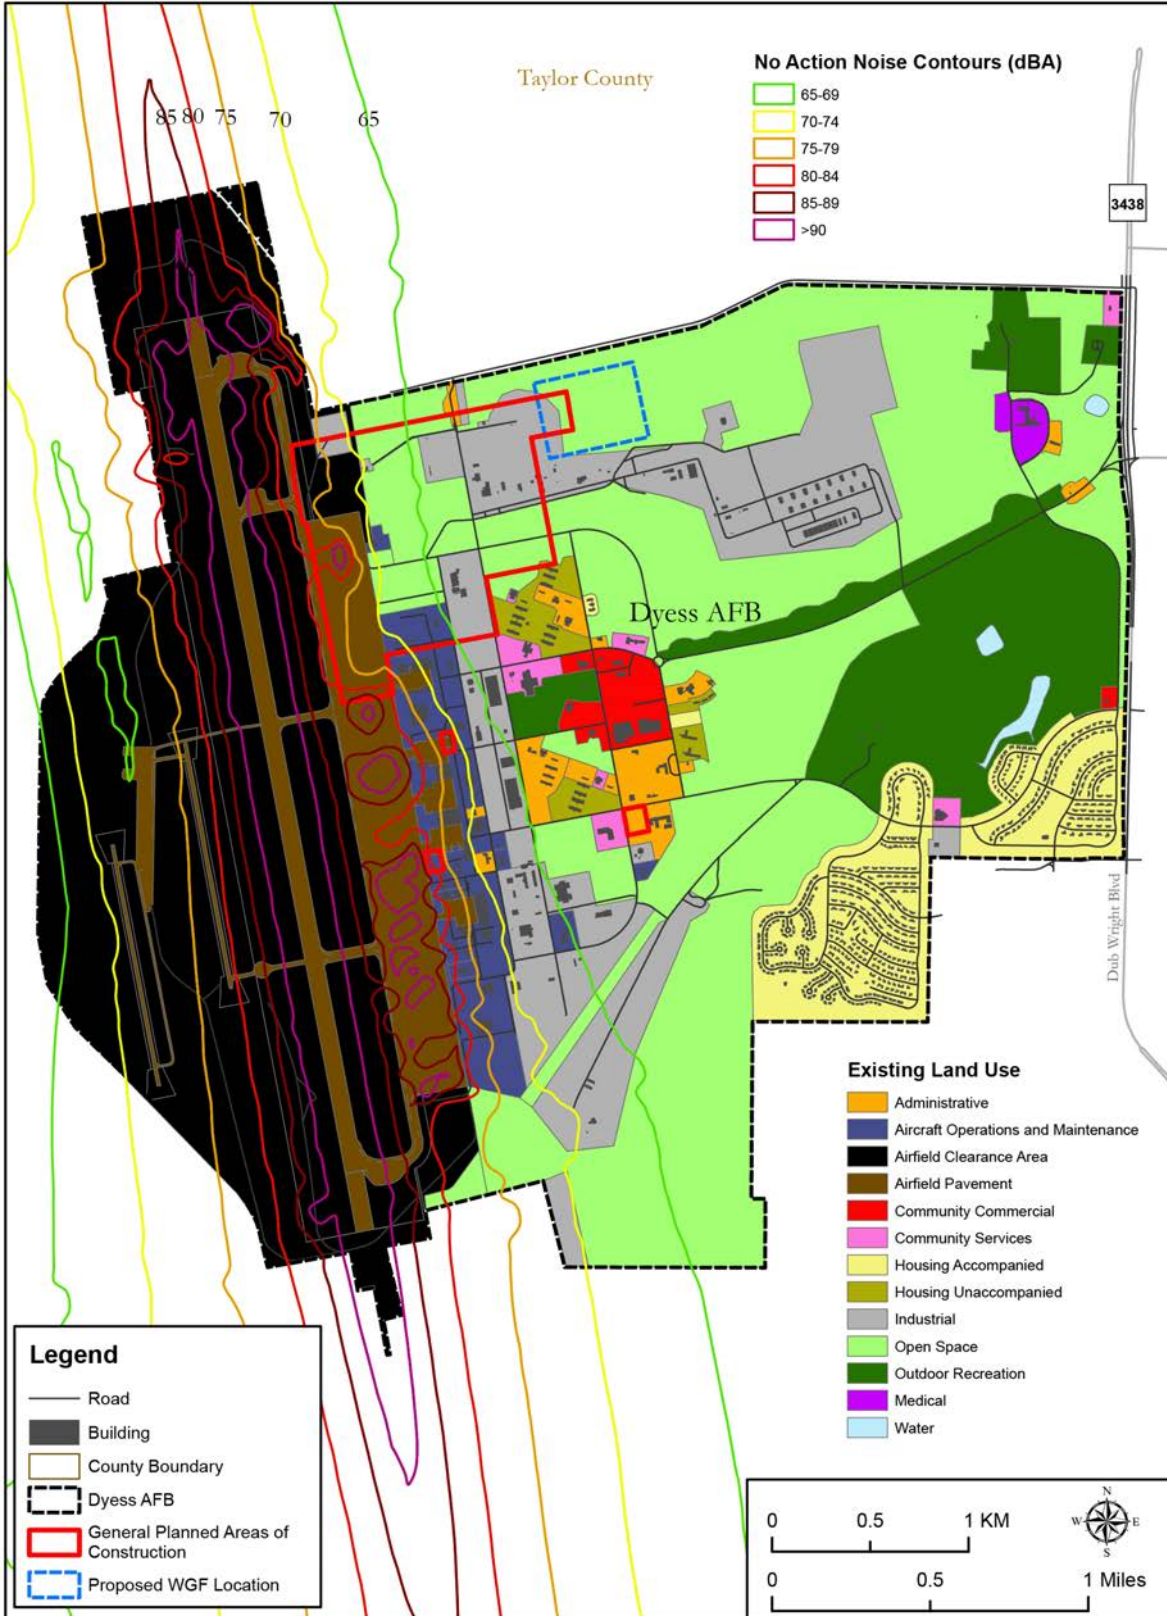 Taylor County
No Action Noise Contours (dBA)
65-69
70-74
75-79
80-84
85-89
>90
85 80 75 70 65
3438
Dyess AFB
Dub Wright Blvd
Existing Land Use
Administrative
Aircraft Operations and Maintenance
Airfield Clearance Area
Airfield Pavement
Community Commercial
Community Services
Housing Accompanied
Housing Unaccompanied
Industrial
Open Space
Outdoor Recreation
Medical
Water
Legend
Road
Building
County Boundary
Dyess AFB
General Planned Areas of
Construction
Proposed WGF Location
0 0.5 1 KM
N
W E
S
0 0.5 1 Miles